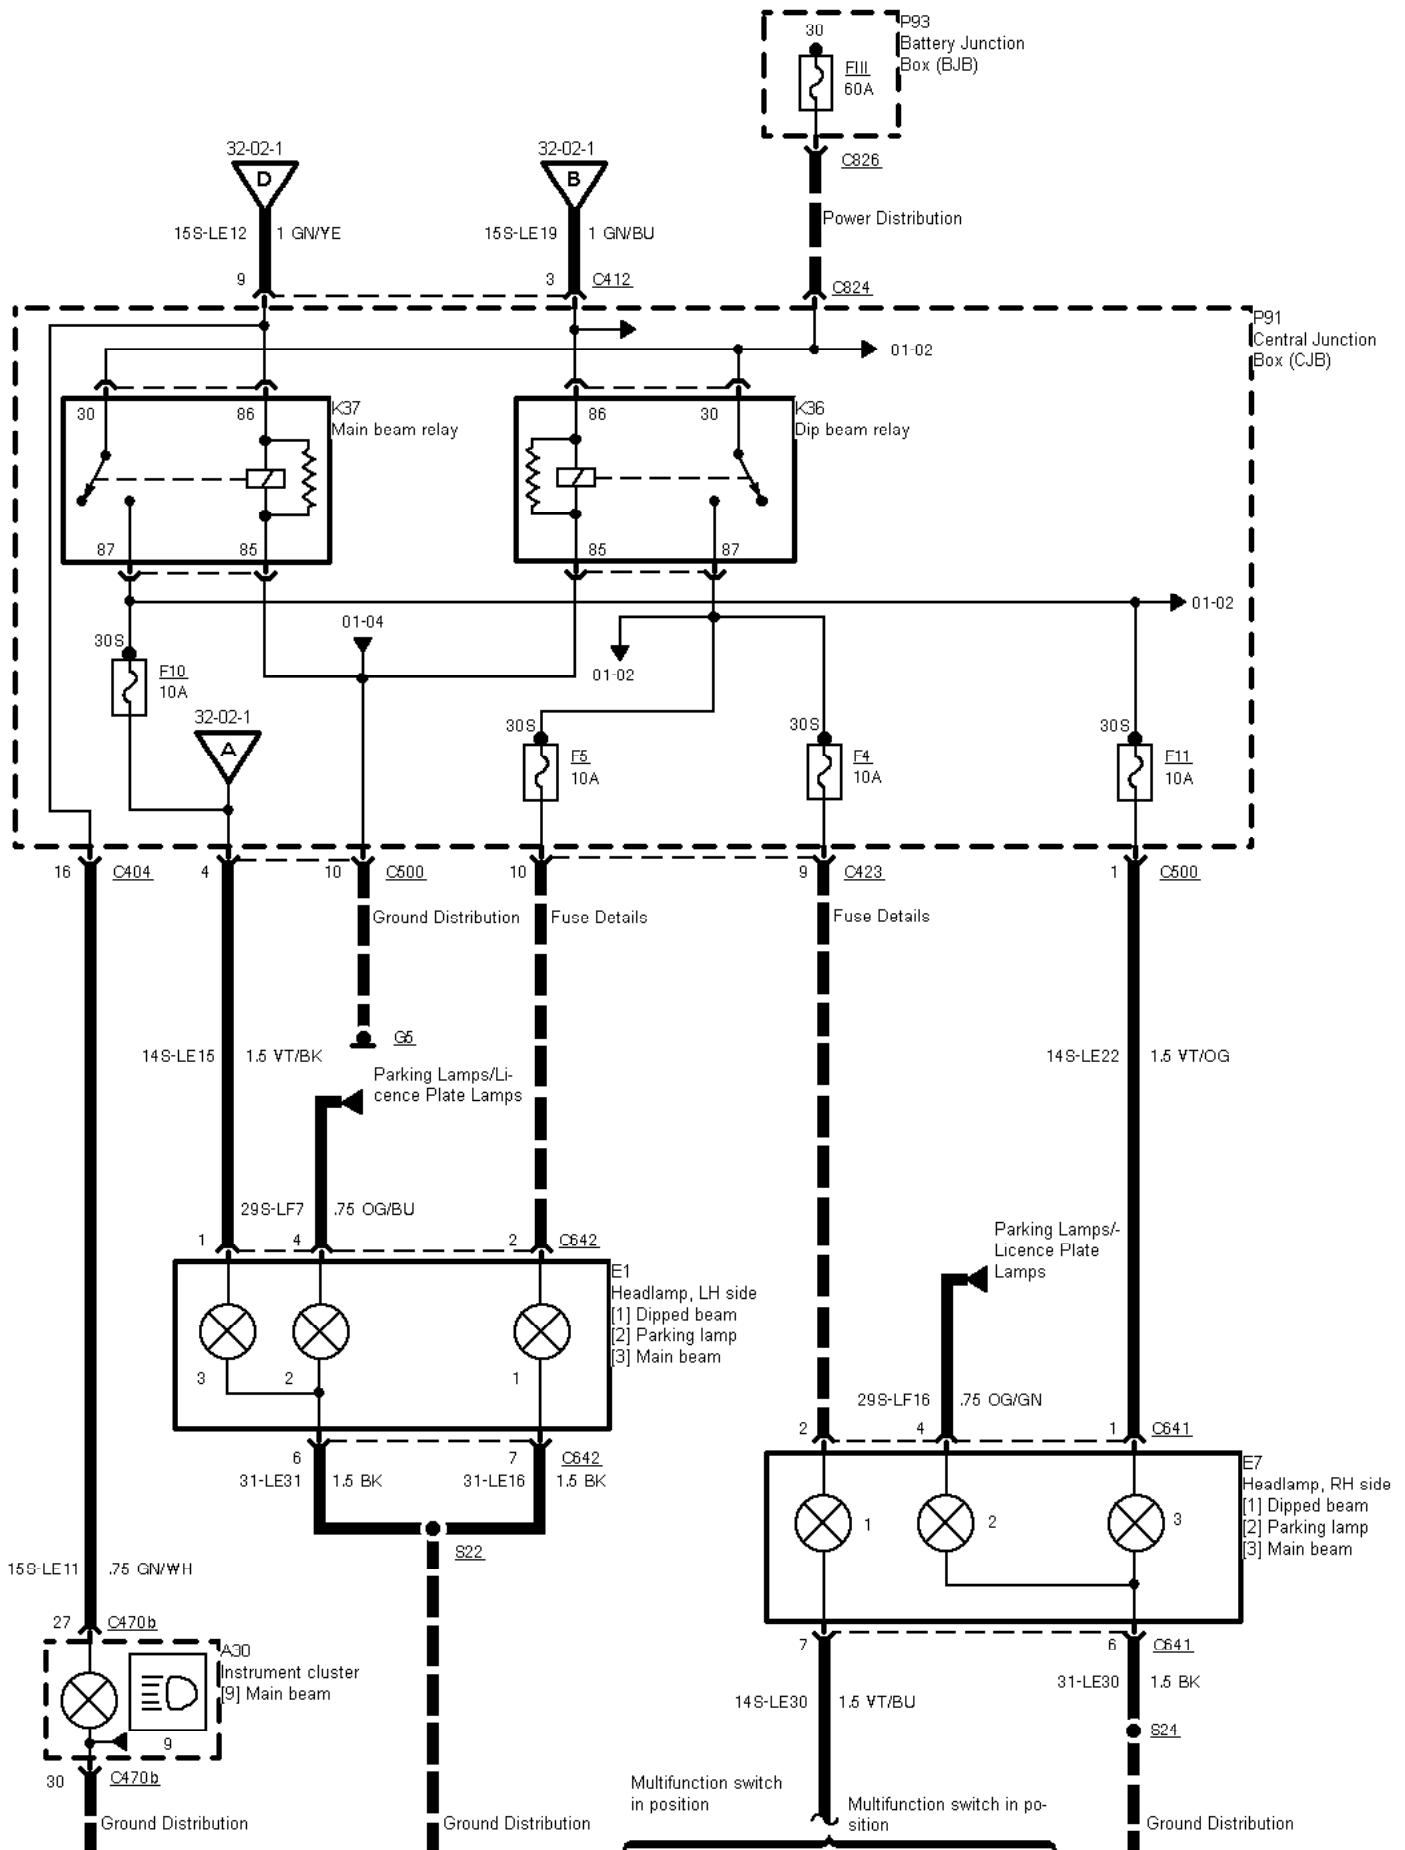 P93
30
Battery Junction
Box (BJB)
FIII
60A
C826
32-02-1
32-02-1
D
B
Power Distribution
15S-LE12
1 GN/YE
15S-LE19
1 GN/BU
9
3
C412
C824
P91
Central Junction
Box (CJB)
01-02
30
86
K37
Main beam relay
86
30
K36
Dip beam relay
87
85
85
87
01-02
01-04
30S
F10
10A
01-02
32-02-1
A
30S
F5
10A
30S
F4
10A
30S
F11
10A
16
C404
4
10
C500
10
9
C423
1
C500
Ground Distribution
Fuse Details
Fuse Details
G5
14S-LE15
1.5 VT/BK
14S-LE22
1.5 VT/OG
Parking Lamps/Li-
cence Plate Lamps
29S-LF7
.75 OG/BU
Parking Lamps/-
Licence Plate
Lamps
1
4
2
C642
E1
Headlamp, LH side
[1] Dipped beam
[2] Parking lamp
[3] Main beam
3
2
1
29S-LF16
.75 OG/GN
2
4
1
C641
6
7
C642
31-LE31
1.5 BK
31-LE16
1.5 BK
E7
Headlamp, RH side
[1] Dipped beam
[2] Parking lamp
[3] Main beam
1
2
3
S22
15S-LE11
.75 GN/WH
27
C470b
A30
Instrument cluster
[9] Main beam
9
7
6
C641
31-LE30
1.5 BK
14S-LE30
1.5 VT/BU
S24
30
C470b
Multifunction switch
in position
Multifunction switch in po-
sition
Ground Distribution
Ground Distribution
Ground Distribution